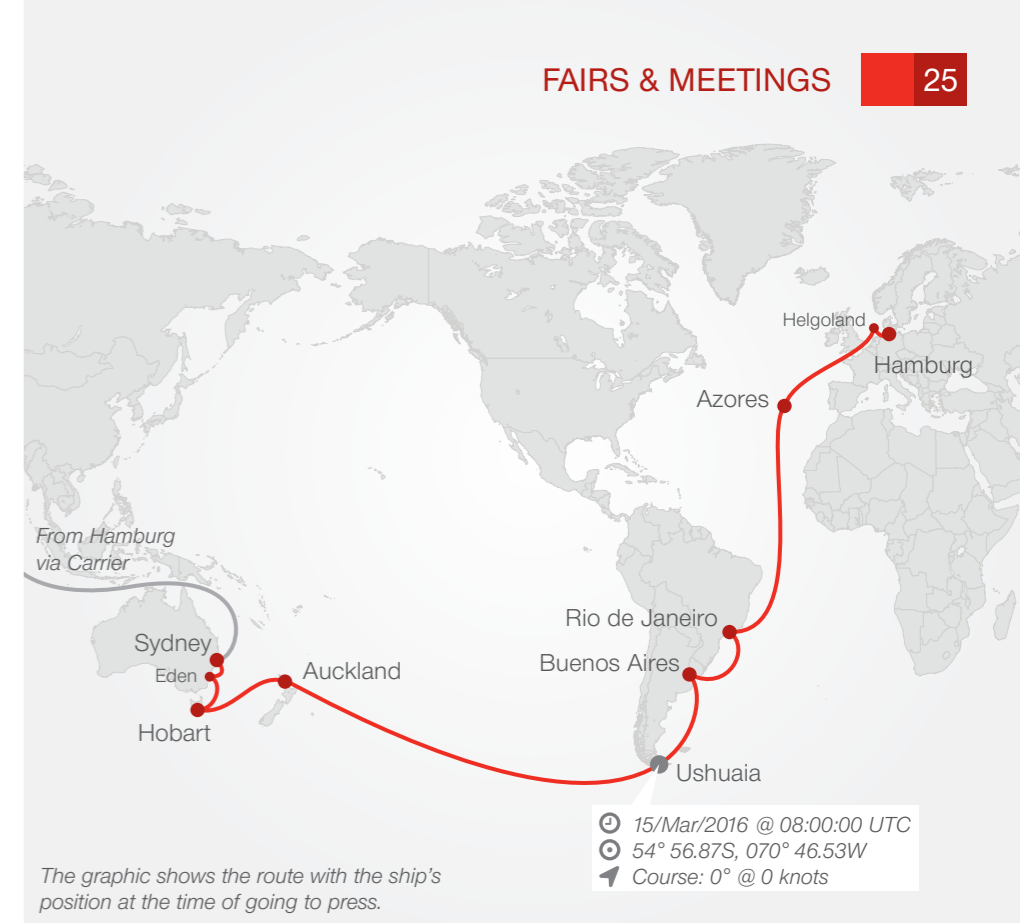 FAIRS & MEETINGS
25
Helgoland
Hamburg
Azores
From Hamburg
via Carrier
Rio de Janeiro
Sydney
Buenos Aires
Eden
Auckland
Hobart
Ushuaia
15/Mar/2016 @ 08:00:00 UTC
54° 56.87S, 070° 46.53W
Course: 0° @ 0 knots
The graphic shows the route with the ship's
position at the time of going to press.